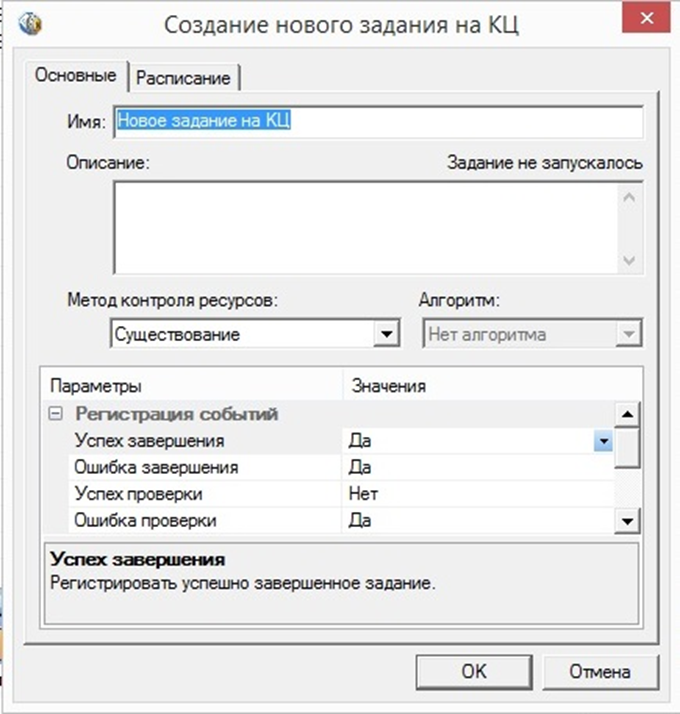 Создание нового задания на КЦ
Основные Расписание
Имя: Новое задание на КЦ
Описание: Задание не запускалось
Метод контроля ресурсов: Алгоритм:
Существование Нет алгоритма
Параметры Значения
Регистрация событий
Успех завершения Да
Ошибка завершения Да
Успех проверки Нет
Ошибка проверки Да
Успех завершения
Регистрировать успешно завершенное задание.
OK Отмена